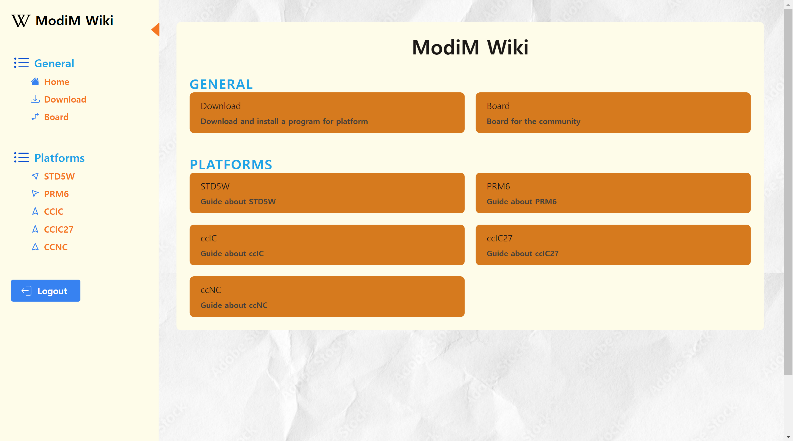 ModiM Wiki
General
Home
Download
Board
Platforms
STD5W
PRM6
CCIC
CCIC27
CCNC
Logout
ModiM Wiki
GENERAL
Download
Download and install a program for platform
Board
Board for the community
PLATFORMS
STD5W
Guide about STD5W
PRM6
Guide about PRM6
ccIC
Guide about ccIC
ccIC27
Guide about ccIC27
ccNC
Guide about ccNC